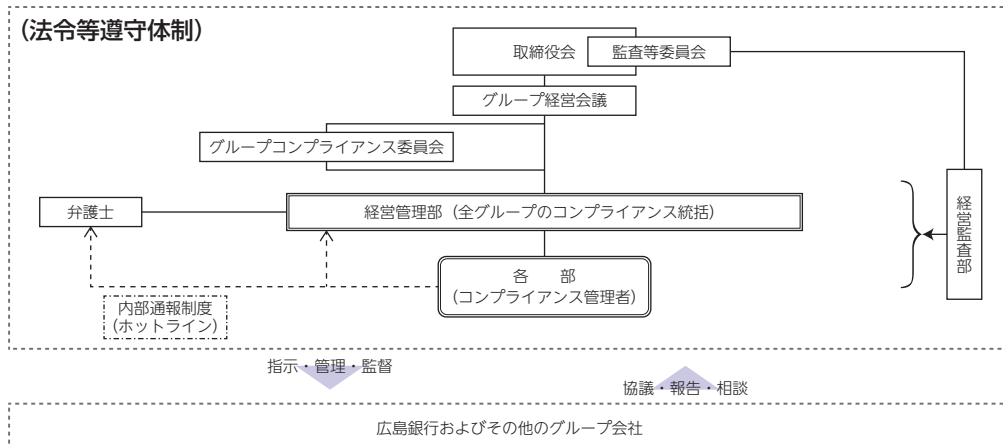 (法令等遵守体制)
取締役会
監査等委員会
グループ経営会議
グループコンプライアンス委員会
弁護士
経営管理部(全グループのコンプライアンス統括)
経営監査部
各 部
(コンプライアンス管理者)
内部通報制度
(ホットライン)
指示・管理・監督
協議・報告・相談
広島銀行およびその他のグループ会社